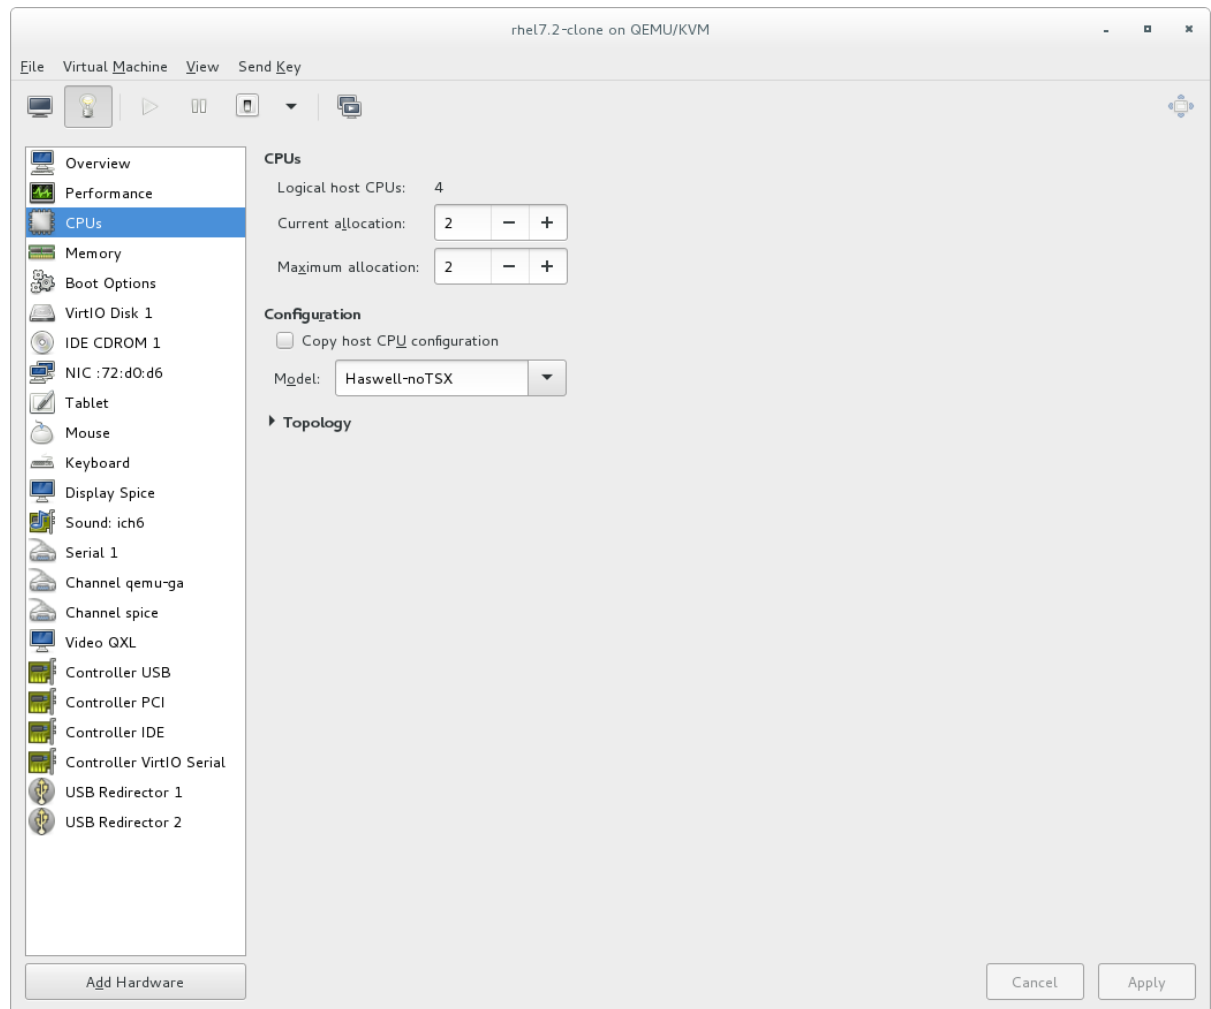 rhel7.2-clone on QEMU/KVM
File Virtual Machine View Send Key
Overview
Performance
CPUs
Memory
Boot Options
VirtIO Disk 1
IDE CDROM 1
NIC :72:d0:d6
Tablet
Mouse
Keyboard
Display Spice
Sound: ich6
Serial 1
Channel qemu-ga
Channel spice
Video QXL
Controller USB
Controller PCI
Controller IDE
Controller VirtIO Serial
USB Redirector 1
USB Redirector 2
Add Hardware
CPUs
Logical host CPUs: 4
Current allocation: 2 − +
Maximum allocation: 2 − +
Configuration
Copy host CPU configuration
Model: Haswell-noTSX
Topology
Cancel Apply